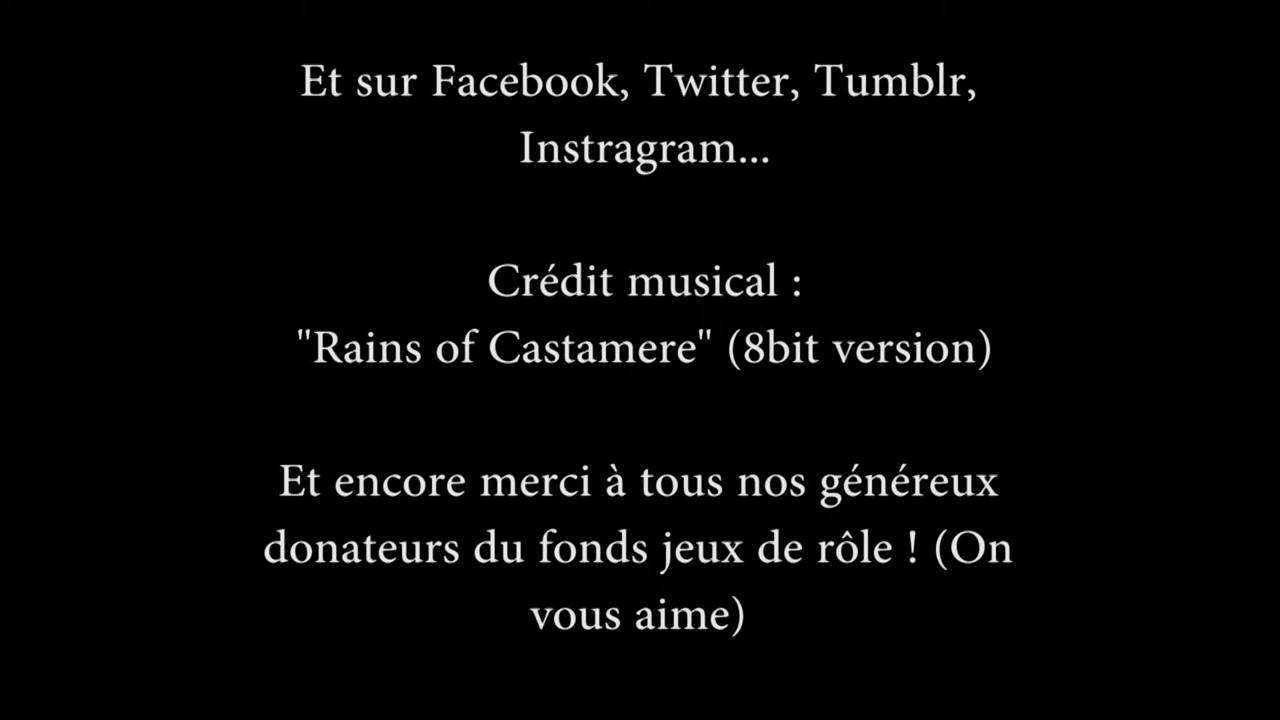 Et sur Facebook, Twitter, Tumblr,
Instragram...
Crédit musical :
"Rains of Castamere" (8bit version)
Et encore merci à tous nos généreux
donateurs du fonds jeux de rôle ! (On
vous aime)